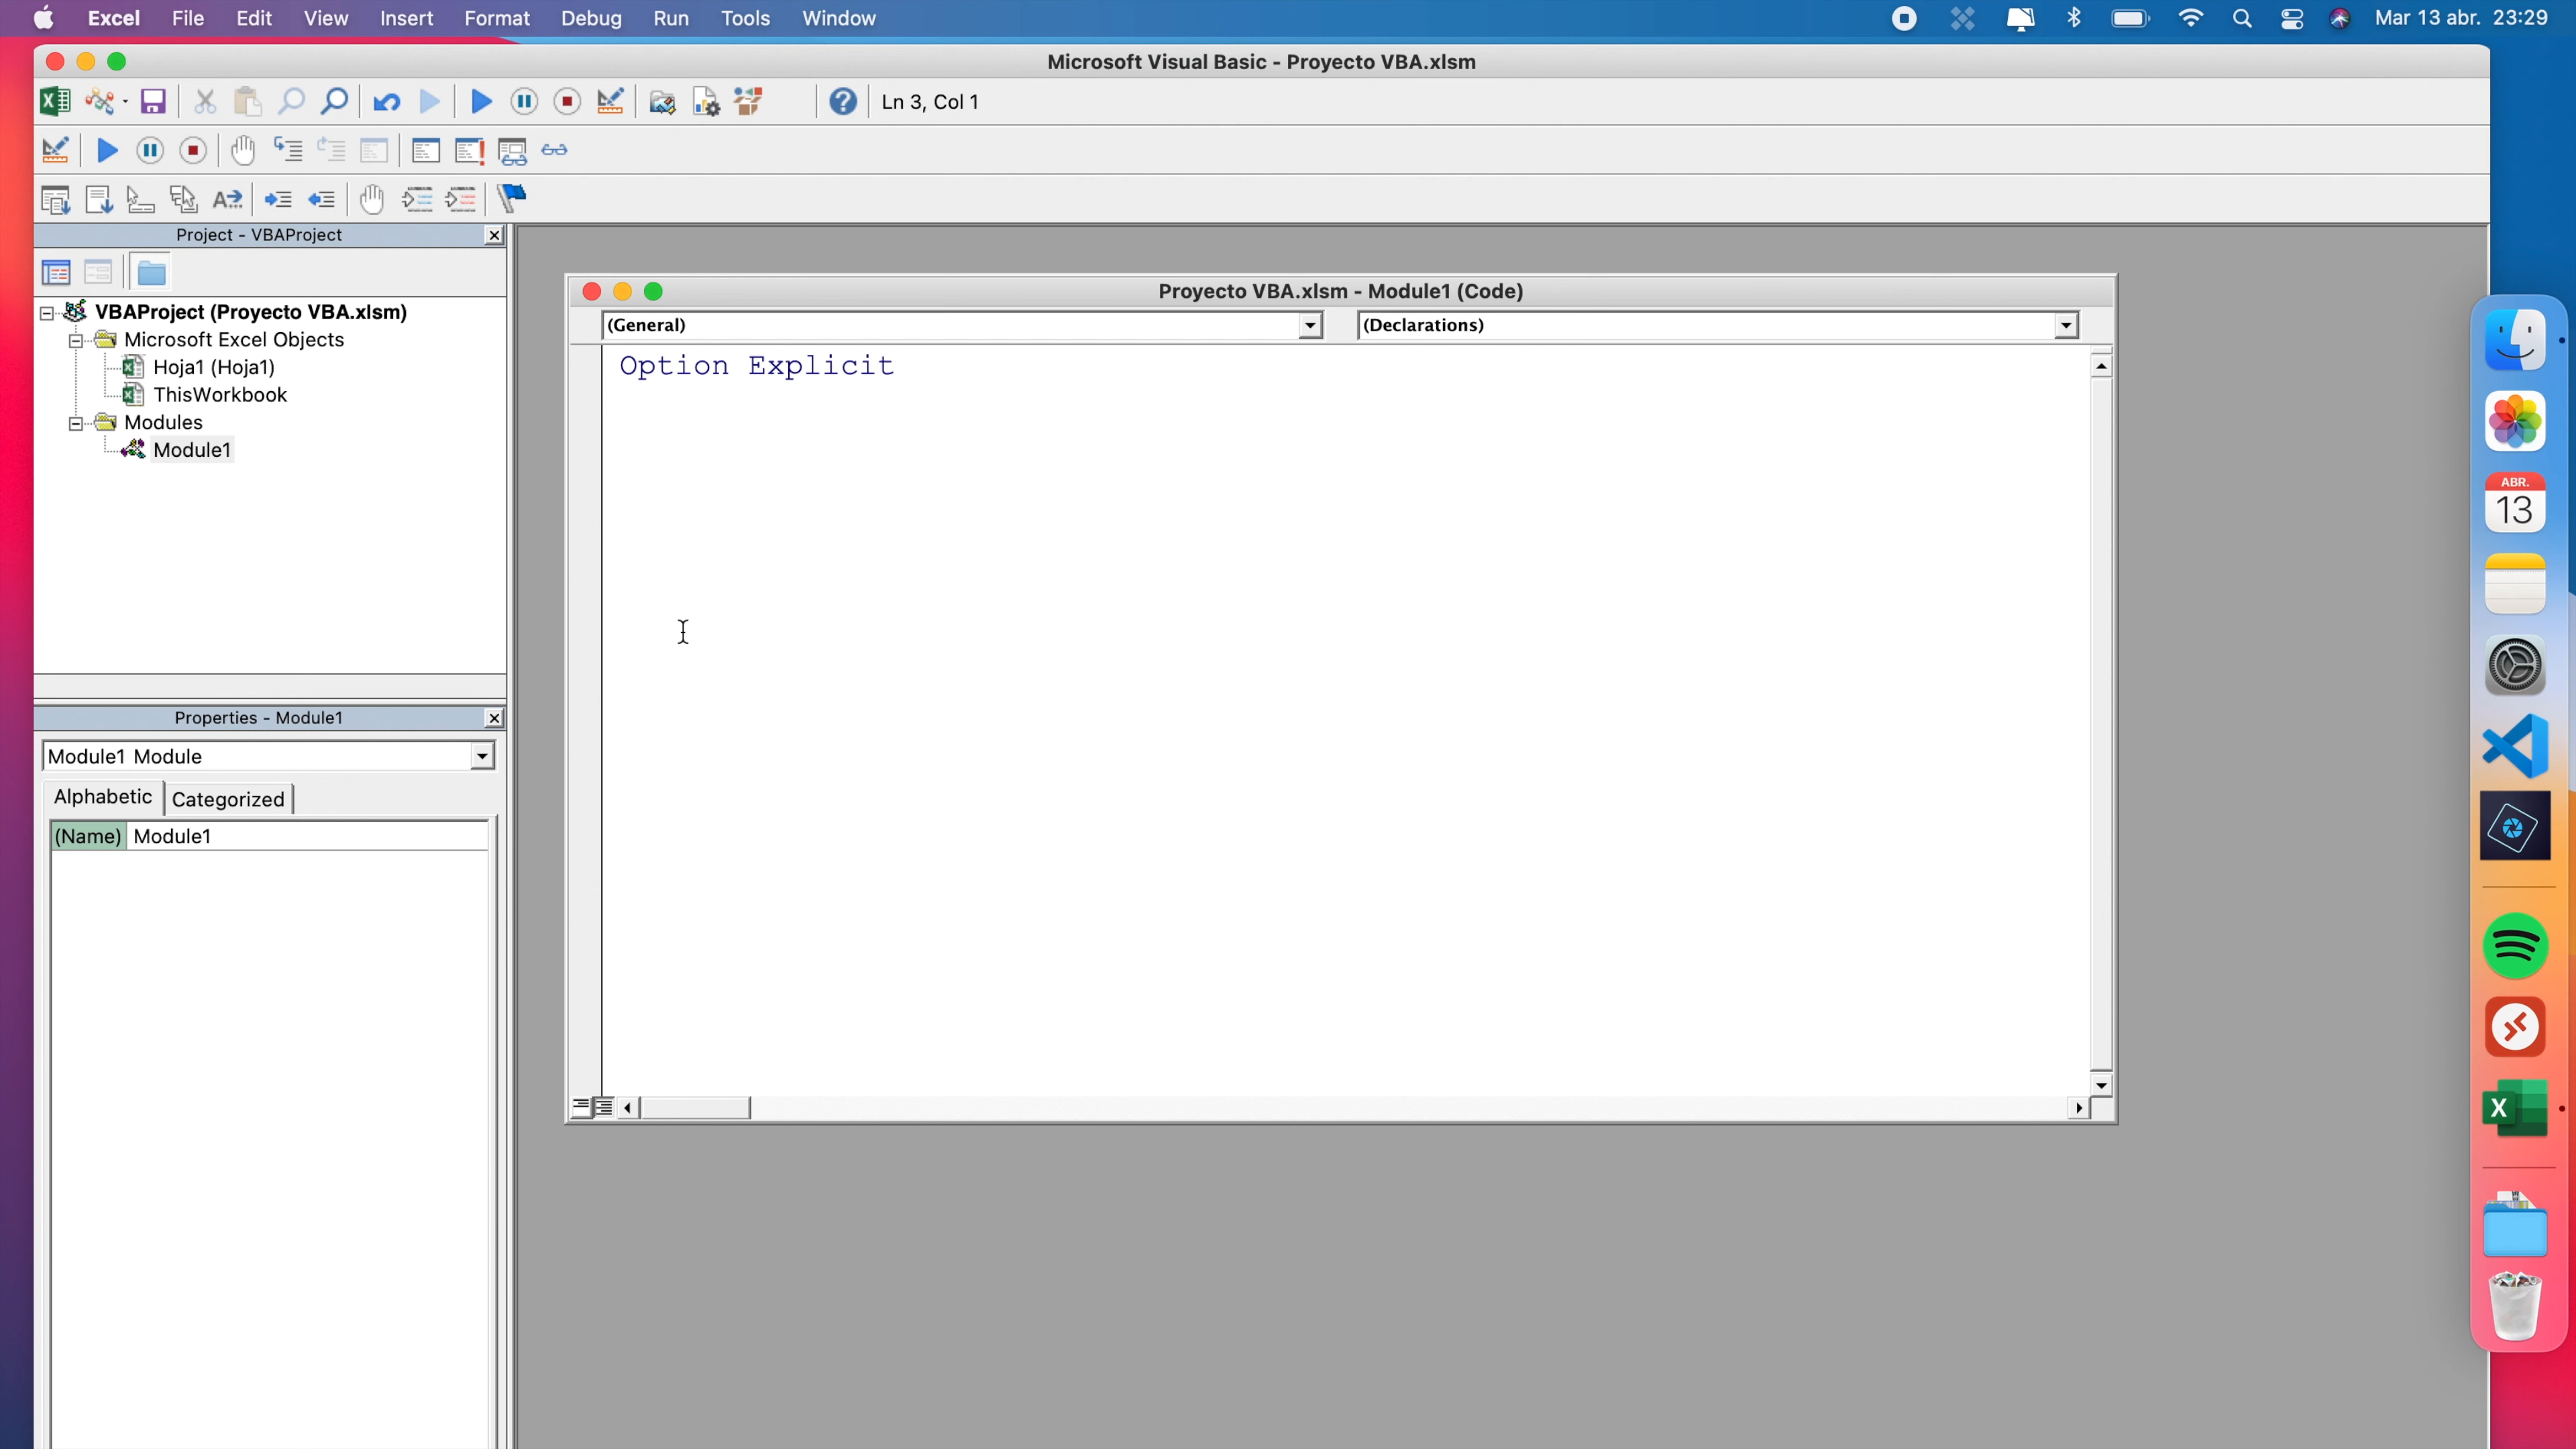 Excel File Edit View Insert Format Debug Run Tools Window Mar 13 abr. 23:29
Microsoft Visual Basic - Proyecto VBA.xlsm
Ln 3, Col 1
Project - VBAProject
VBAProject (Proyecto VBA.xlsm)
Microsoft Excel Objects
Hoja1 (Hoja1)
ThisWorkbook
Modules
Module1
Properties - Module1
Module1 Module
Alphabetic Categorized
(Name) Module1
Proyecto VBA.xlsm - Module1 (Code)
(General) (Declarations)
Option Explicit
ABR.
13
X